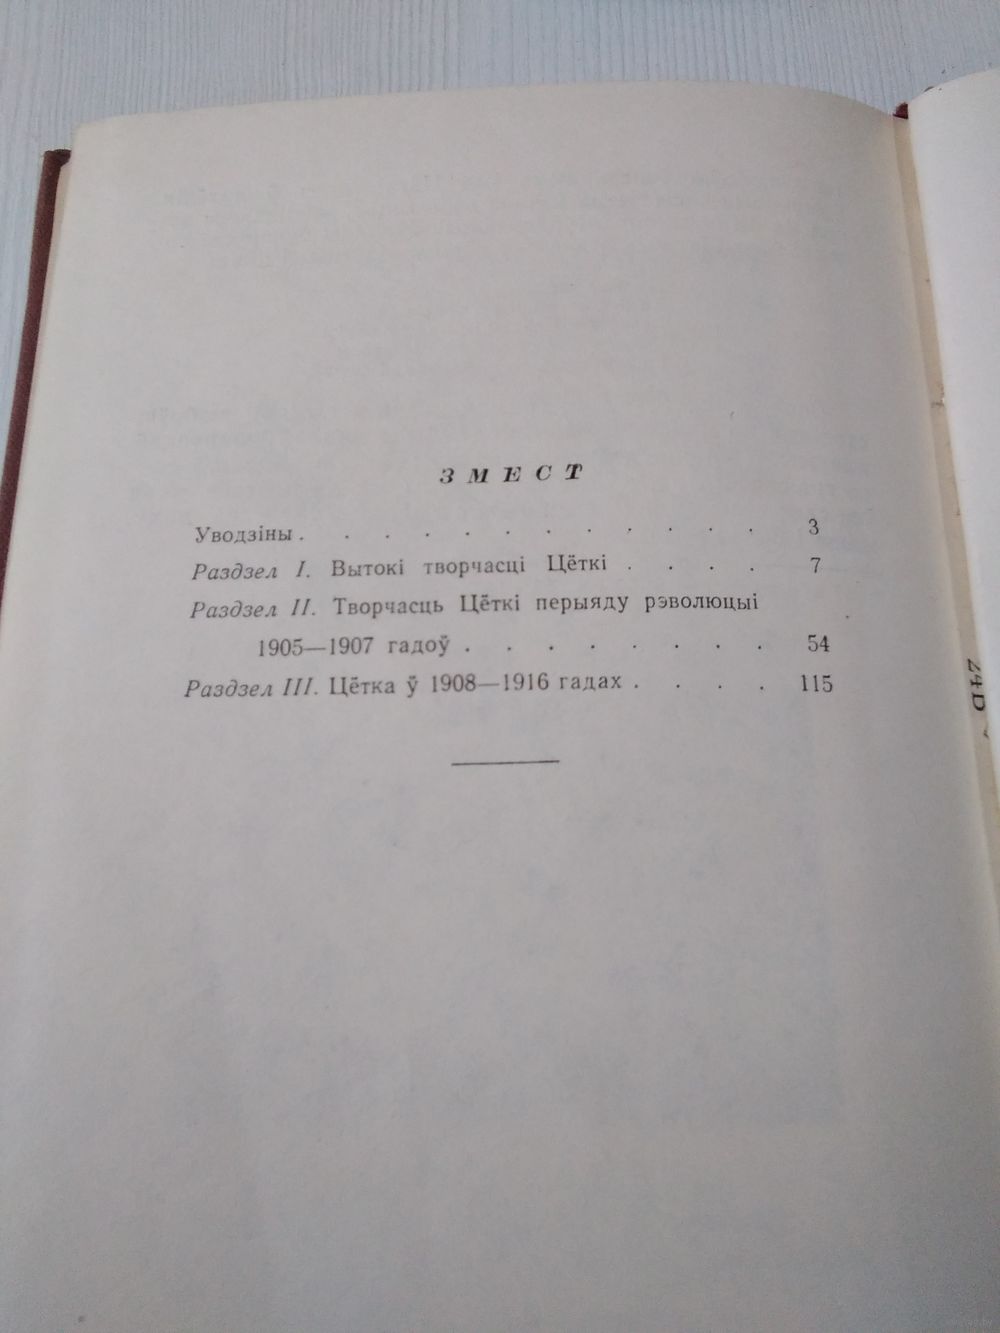 ЗМЕСТ
Уводзіны . . . . . . . . . . . . 3
Раздзел I. Вытокі творчасці Цёткі . . . . 7
Раздзел II. Творчасць Цёткі перыяду рэволюцыі
1905—1907 гадоў . . . . . . . . 54
Раздзел III. Цётка ў 1908—1916 гадах . . . . 115